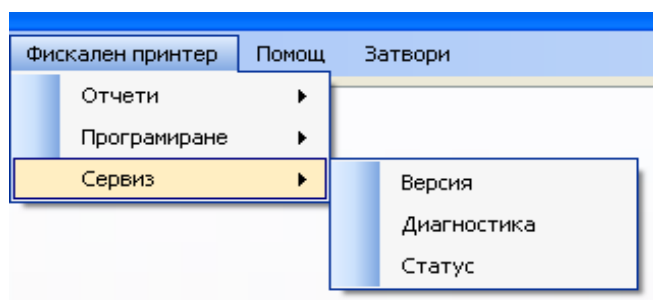 Фискален принтер Помощ Затвори
Отчети
Програмиране
Сервиз
Версия
Диагностика
Статус